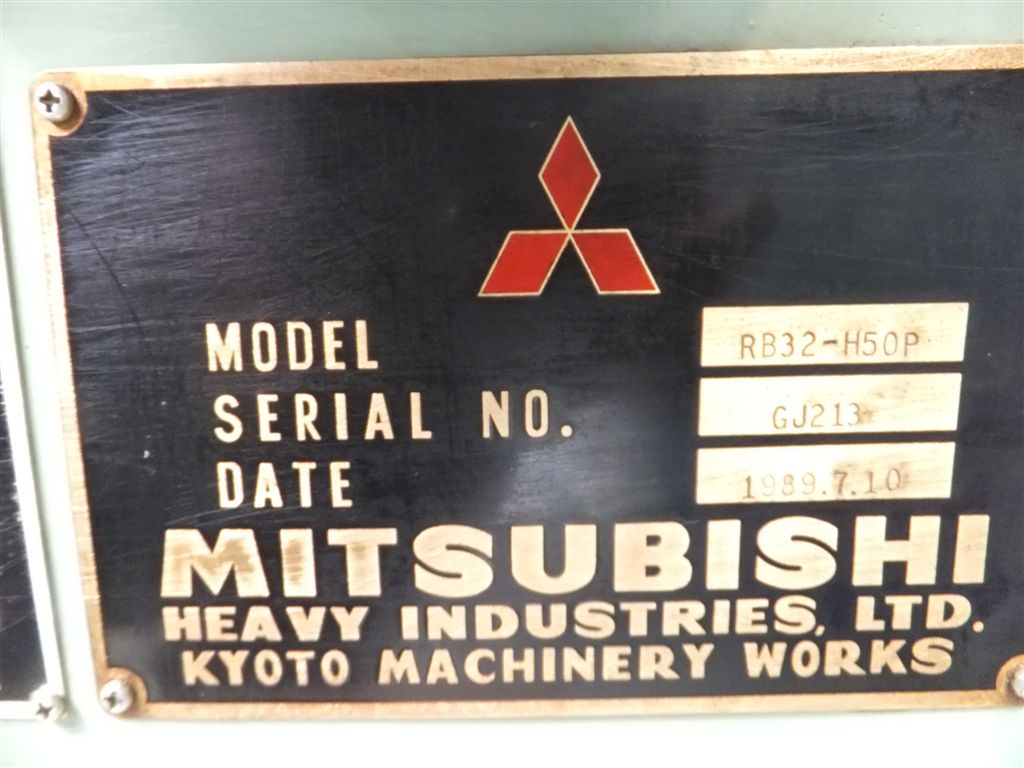 MODEL RB32-H50P
SERIAL NO. GJ213
DATE 1989.7.10
MITSUBISHI
HEAVY INDUSTRIES, LTD.
KYOTO MACHINERY WORKS